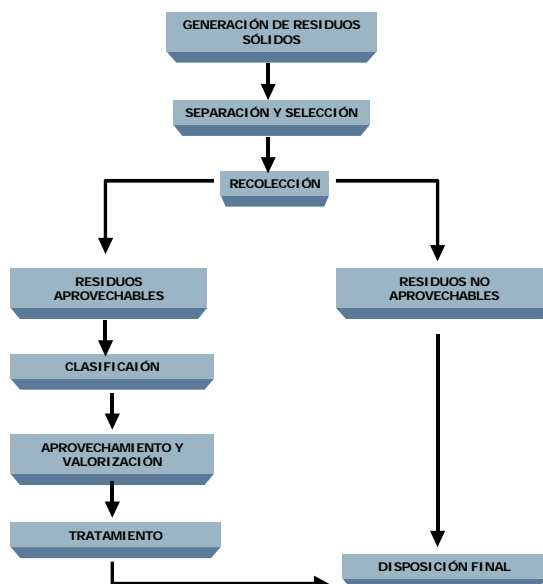 GENERACIÓN DE RESIDUOS
SÓLIDOS
SEPARACIÓN Y SELECCIÓN
RECOLECCIÓN
RESIDUOS
APROVECHABLES
RESIDUOS NO
APROVECHABLES
CLASIFICAIÓN
APROVECHAMIENTO Y
VALORIZACIÓN
TRATAMIENTO
DISPOSICIÓN FINAL